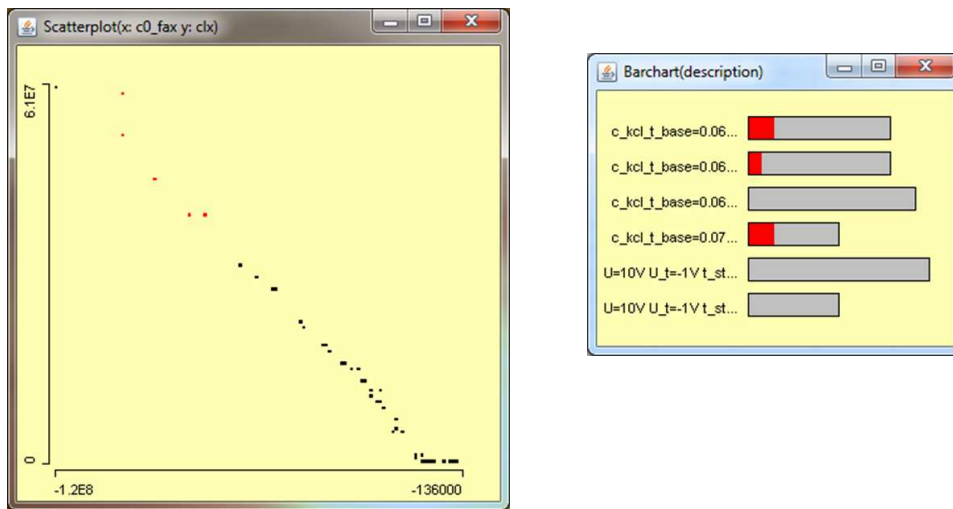 Scatterplot(x: c0_fax y: clx)
6.1E7
0
-1.2E8
-136000
Barchart(description)
c_kcl_t_base=0.06...
c_kcl_t_base=0.06...
c_kcl_t_base=0.06...
c_kcl_t_base=0.07...
U=10V U_t=-1V t_st...
U=10V U_t=-1V t_st...